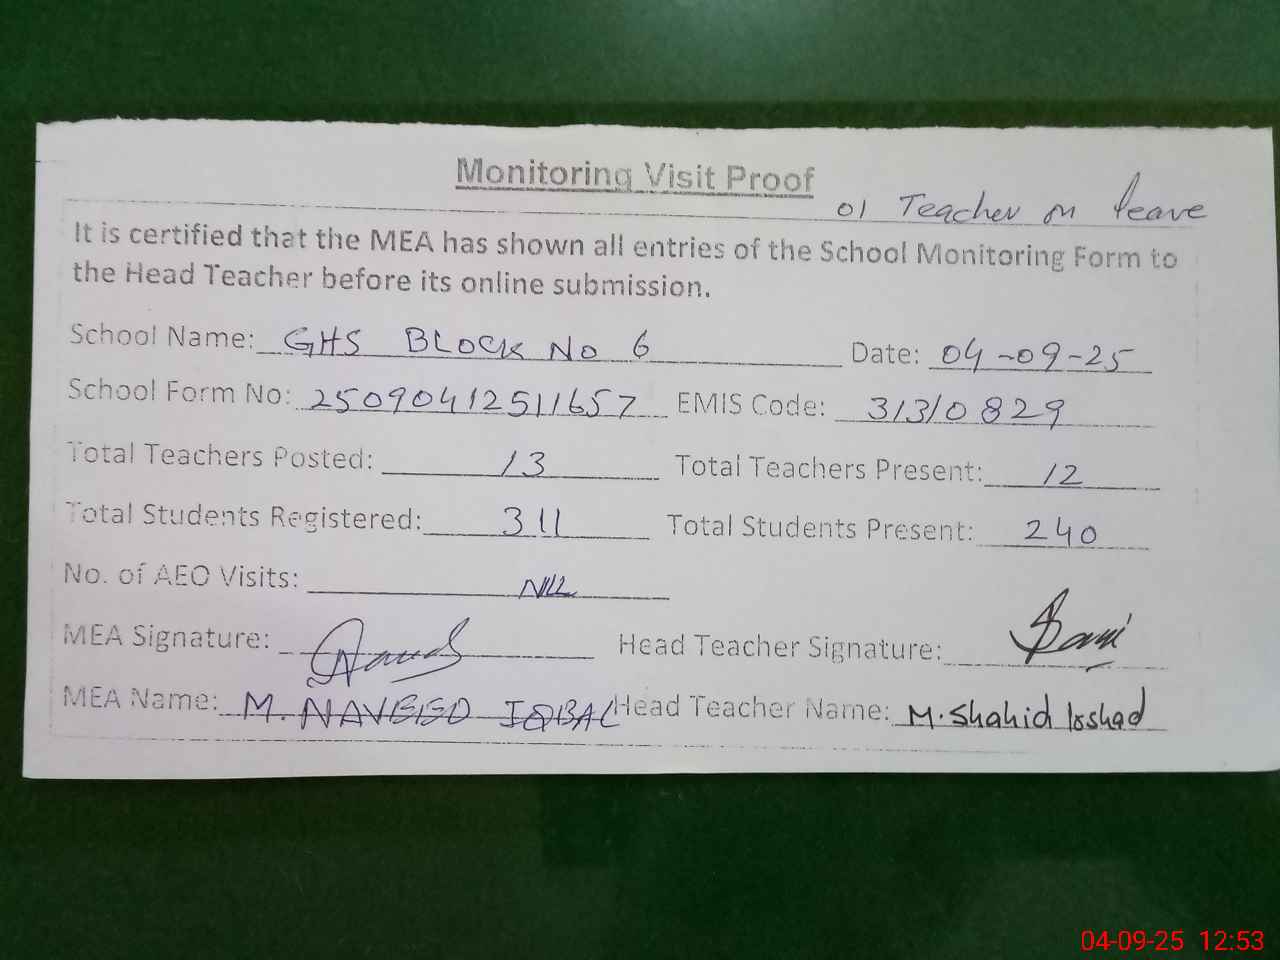 Monitoring Visit Proof
01 Teacher on leave
It is certified that the MEA has shown all entries of the School Monitoring Form to
the Head Teacher before its online submission.
School Name: GHS BLOCK No 6 Date: 04-09-25
School Form No: 25090412511657 EMIS Code: 31310829
Total Teachers Posted: 13 Total Teachers Present: 12
Total Students Registered: 311 Total Students Present: 240
No. of AEO Visits: NIL
MEA Signature: Head Teacher Signature:
MEA Name: M. NAVEED IQBAL Head Teacher Name: M. Shahid Irshad
04-09-25 12:53